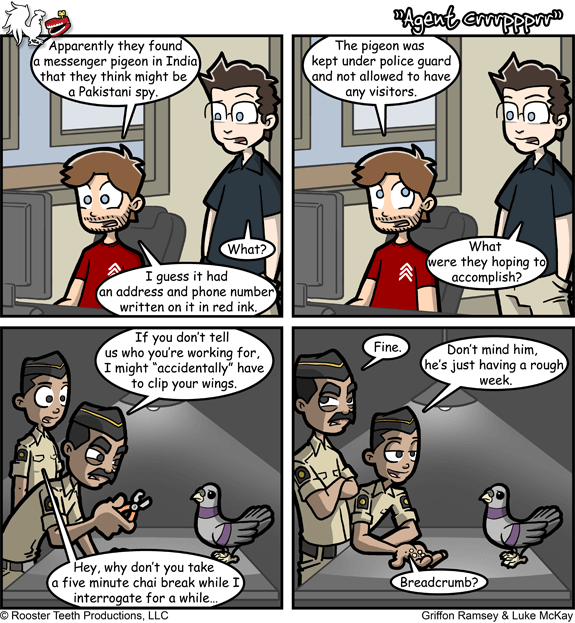 "Agent Crrrppprr"
Apparently they found
a messenger pigeon in India
that they think might be
a Pakistani spy.
What?
I guess it had
an address and phone number
written on it in red ink.
The pigeon was
kept under police guard
and not allowed to have
any visitors.
What
were they hoping to
accomplish?
If you don't tell
us who you're working for,
I might "accidentally" have
to clip your wings.
Hey, why don't you take
a five minute chai break while I
interrogate for a while...
Fine.
Don't mind him,
he's just having a rough
week.
Breadcrumb?
© Rooster Teeth Productions, LLC
Griffon Ramsey & Luke McKay